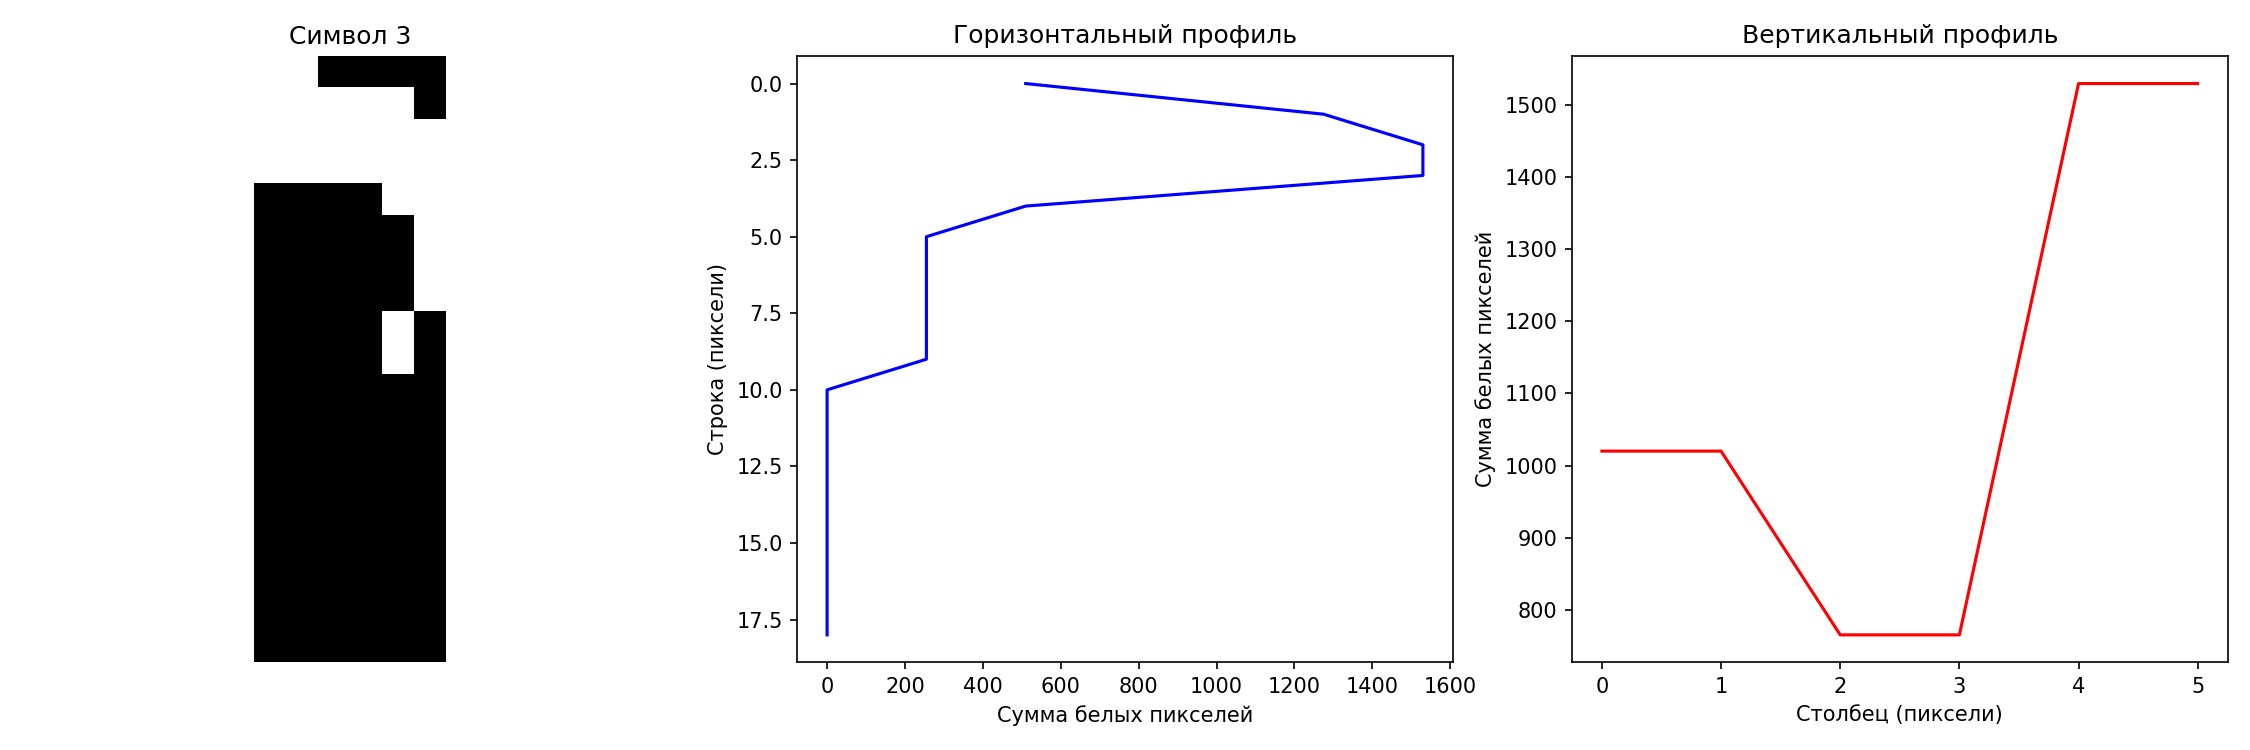 Символ 3
Горизонтальный профиль
Строка (пиксели)
0.0
2.5
5.0
7.5
10.0
12.5
15.0
17.5
0 200 400 600 800 1000 1200 1400 1600
Сумма белых пикселей
Вертикальный профиль
Сумма белых пикселей
1500
1400
1300
1200
1100
1000
900
800
0 1 2 3 4 5
Столбец (пиксели)